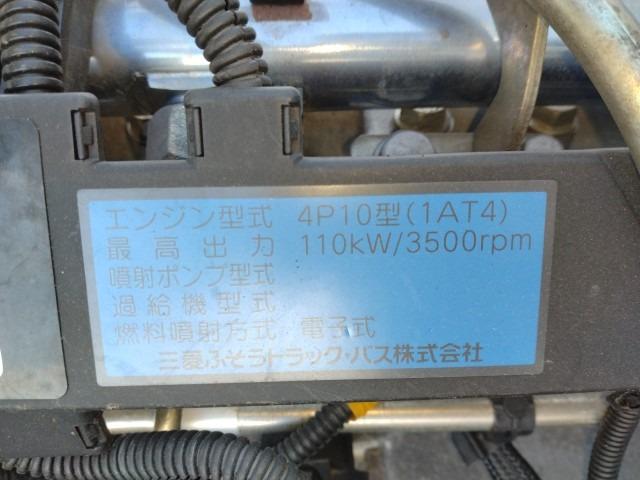 エンジン型式 4P10型(1AT4)
最高出力 110kW/3500rpm
噴射ポンプ型式
過給機型式
燃料噴射方式 電子式
三菱ふそうトラック・バス株式会社